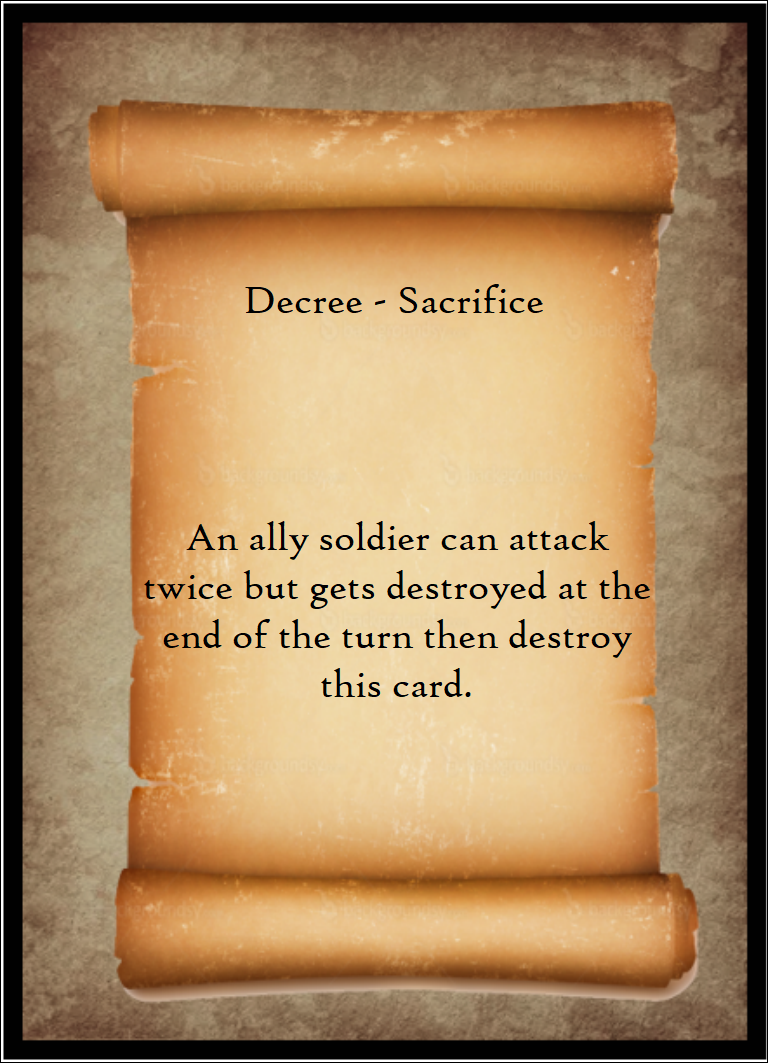 Decree - Sacrifice
An ally soldier can attack
twice but gets destroyed at the
end of the turn then destroy
this card.